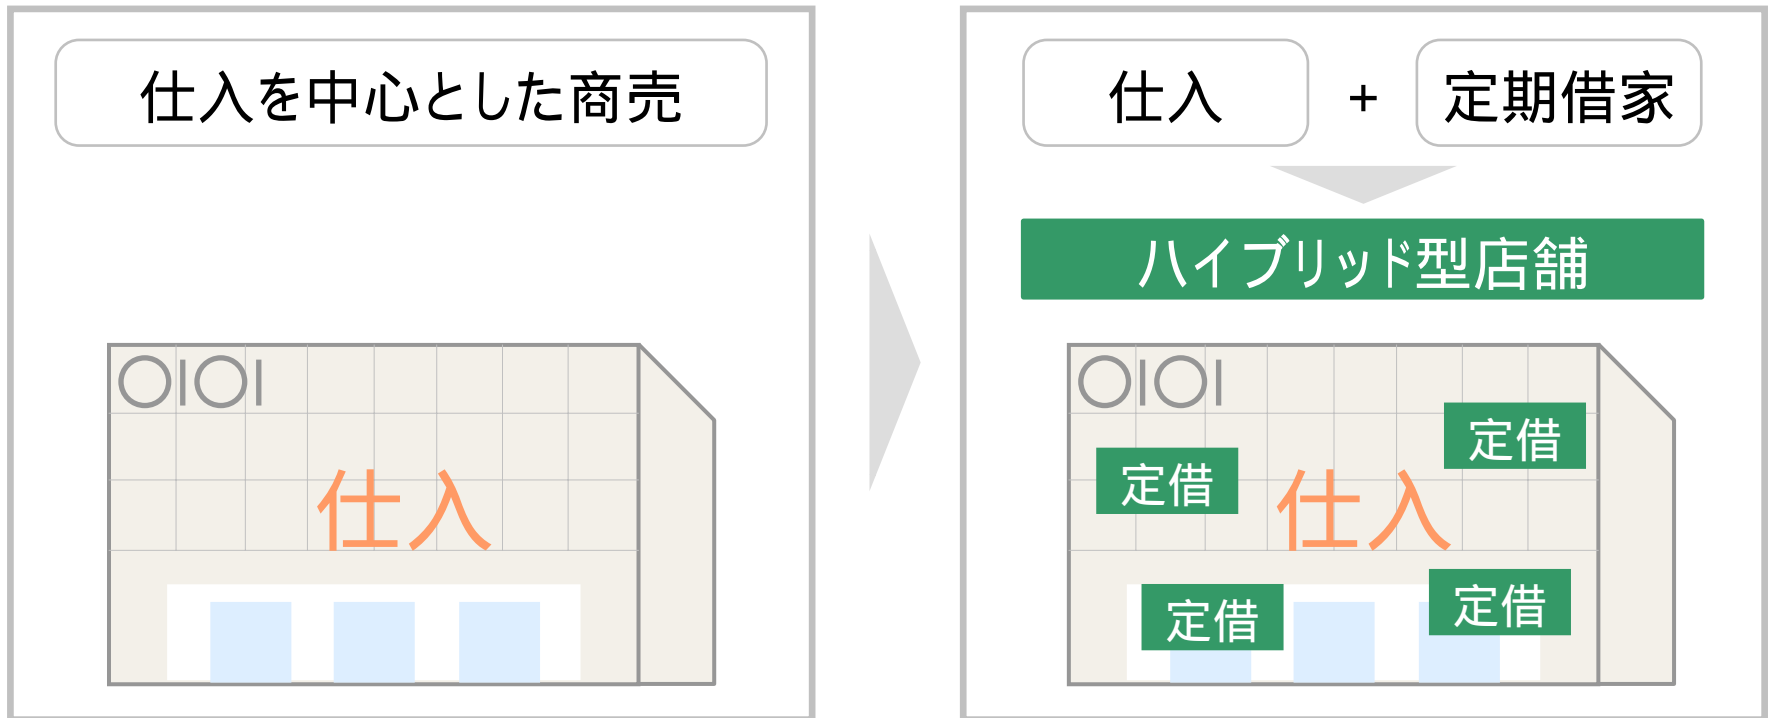 仕入を中心とした商売
OIOI
仕入
仕入 + 定期借家
ハイブリッド型店舗
OIOI
定借
定借
仕入
定借
定借